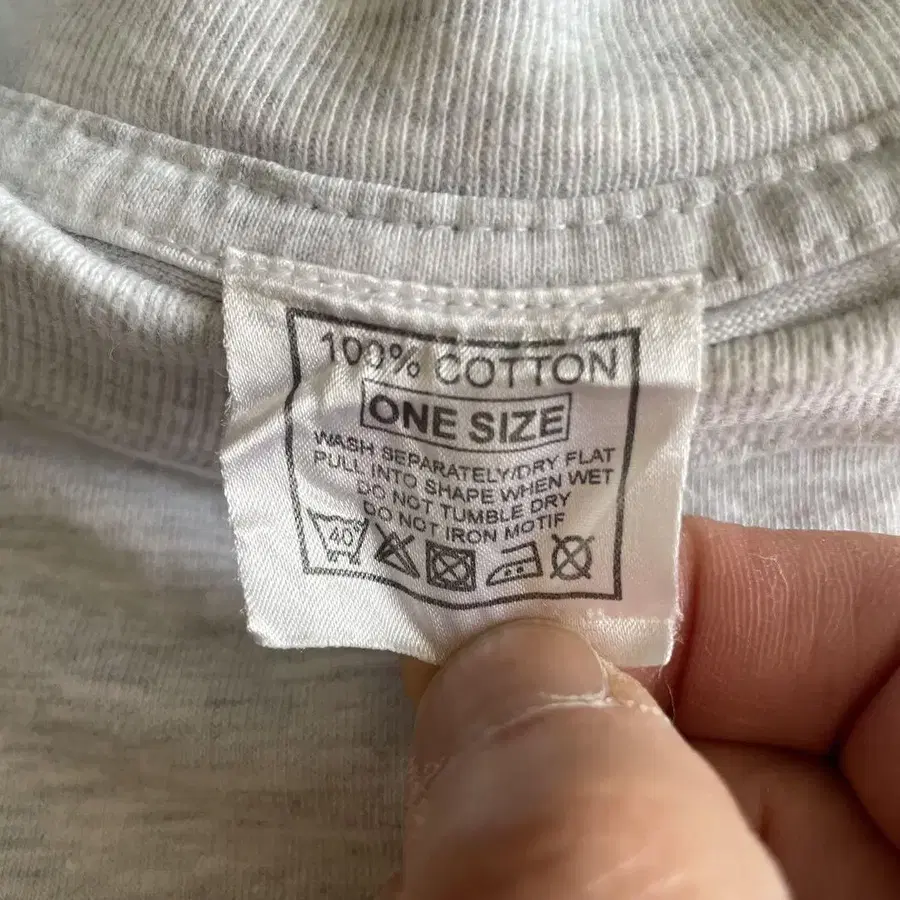 100% COTTON
ONE SIZE
WASH SEPARATELY/DRY FLAT
PULL INTO SHAPE WHEN WET
DO NOT TUMBLE DRY
DO NOT IRON MOTIF
40